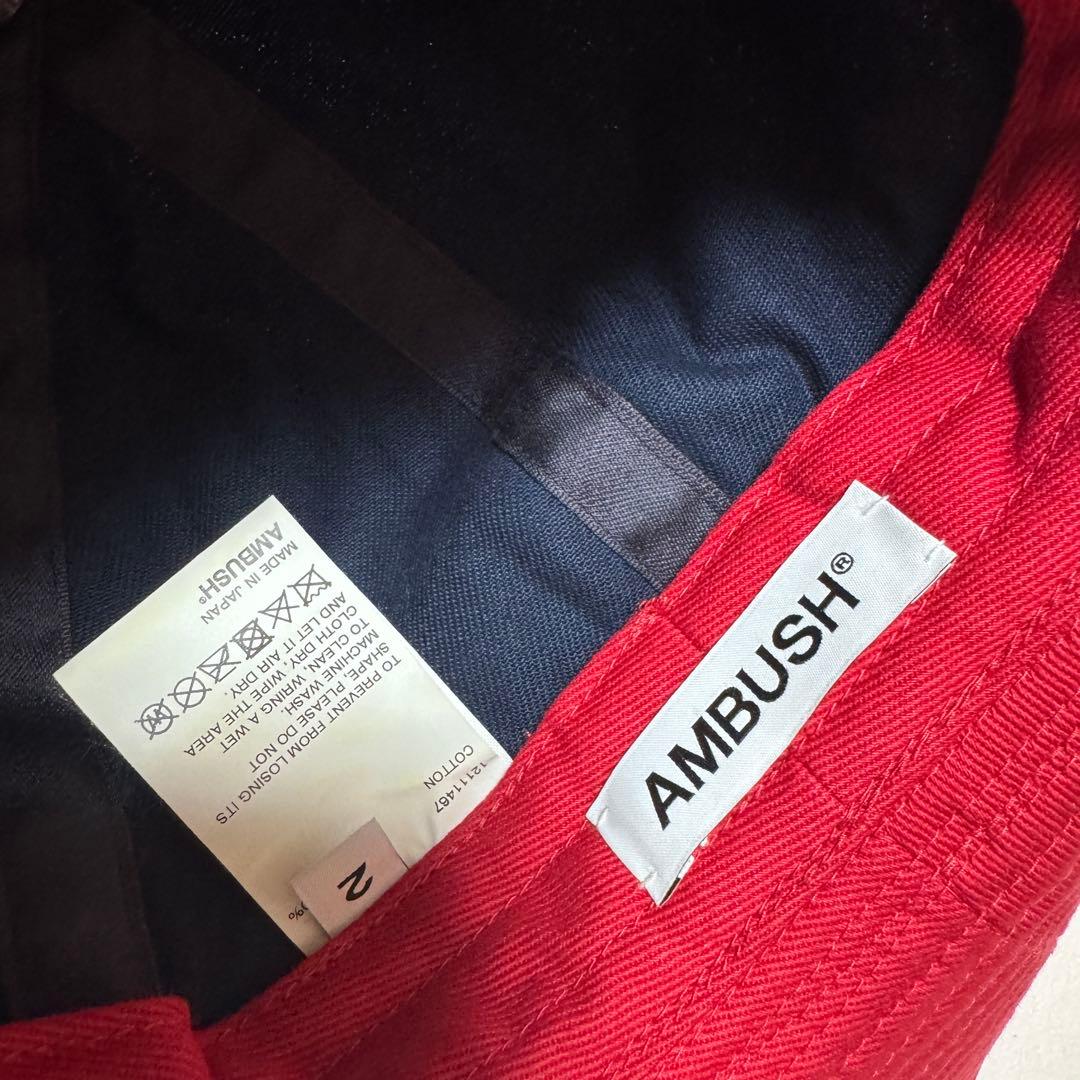 12111467
COTTON
0%
TO PREVENT FROM LOSING ITS
SHAPE, PLEASE DO NOT
MACHINE WASH.
TO CLEAN, WRING A WET
CLOTH DRY, WIPE THE AREA
AND LET IT AIR DRY.
MADE IN JAPAN
AMBUSH®
2
AMBUSH®